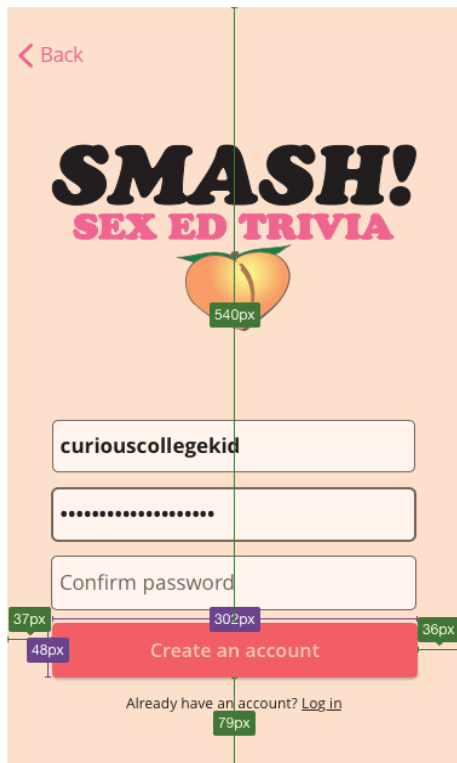 Back
SMASH!
SEX ED TRIVIA
540px
curiouscollegekid
••••••••••••••••••••
Confirm password
37px
302px
36px
48px
Create an account
Already have an account? Log in
79px